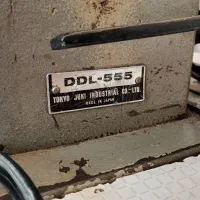 DDL-555
TOKYO JUKI INDUSTRIAL CO.,LTD.
MADE IN JAPAN